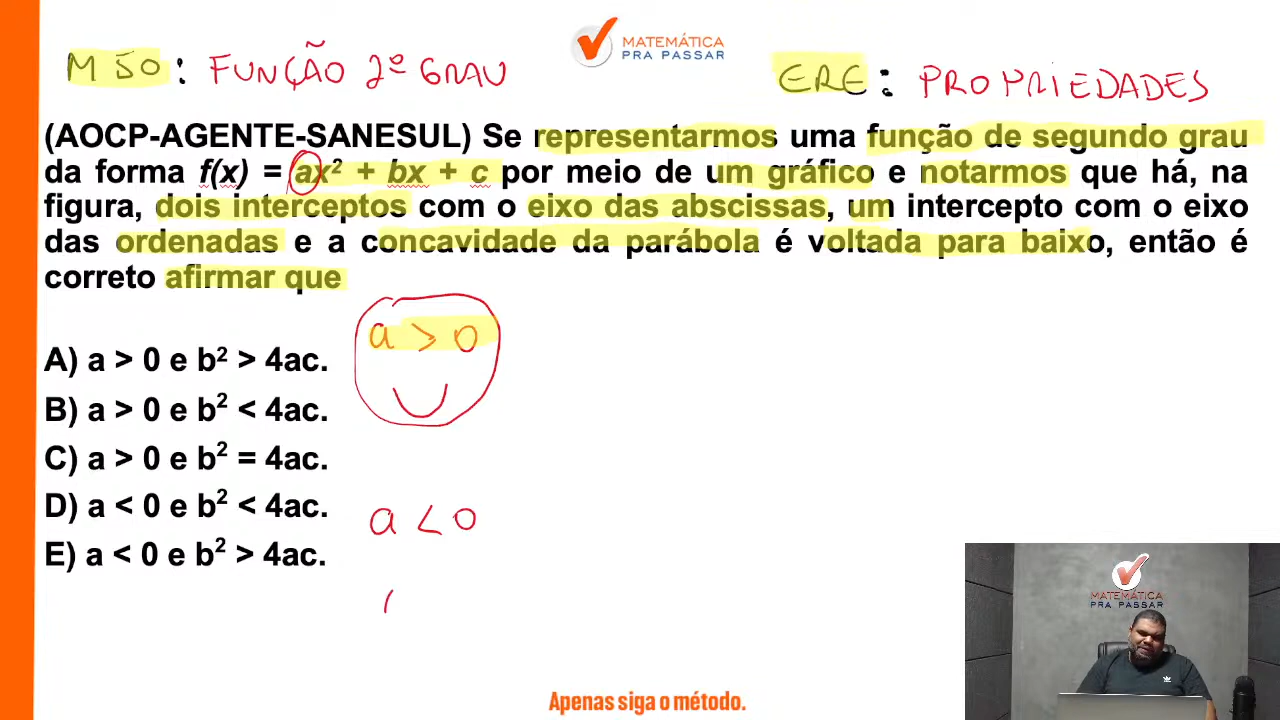 M50: FUNÇÃO 2º GRAU
MATEMÁTICA
PRA PASSAR
ERE: PROPRIEDADES
(AOCP-AGENTE-SANESUL) Se representarmos uma função de segundo grau
da forma f(x) = ax² + bx + c por meio de um gráfico e notarmos que há, na
figura, dois interceptos com o eixo das abscissas, um intercepto com o eixo
das ordenadas e a concavidade da parábola é voltada para baixo, então é
correto afirmar que
a > 0
A) a > 0 e b² > 4ac.
B) a > 0 e b² < 4ac.
C) a > 0 e b² = 4ac.
D) a < 0 e b² < 4ac.
a < 0
E) a < 0 e b² > 4ac.
MATEMÁTICA
PRA PASSAR
Apenas siga o método.